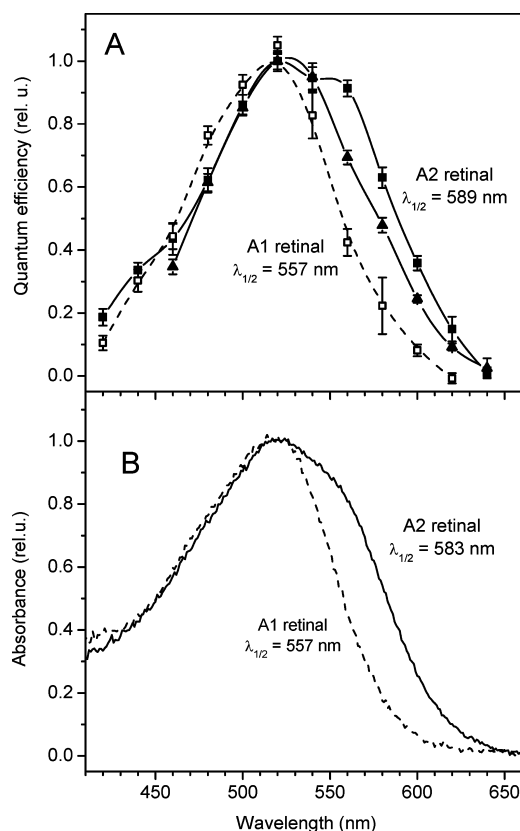 A
Quantum efficiency (rel. u.)
1.0
0.8
0.6
0.4
0.2
0.0
A2 retinal
λ1/2 = 589 nm
A1 retinal
λ1/2 = 557 nm
B
Absorbance (rel.u.)
1.0
0.8
0.6
0.4
0.2
0.0
A2 retinal
λ1/2 = 583 nm
A1 retinal
λ1/2 = 557 nm
450 500 550 600 650
Wavelength (nm)